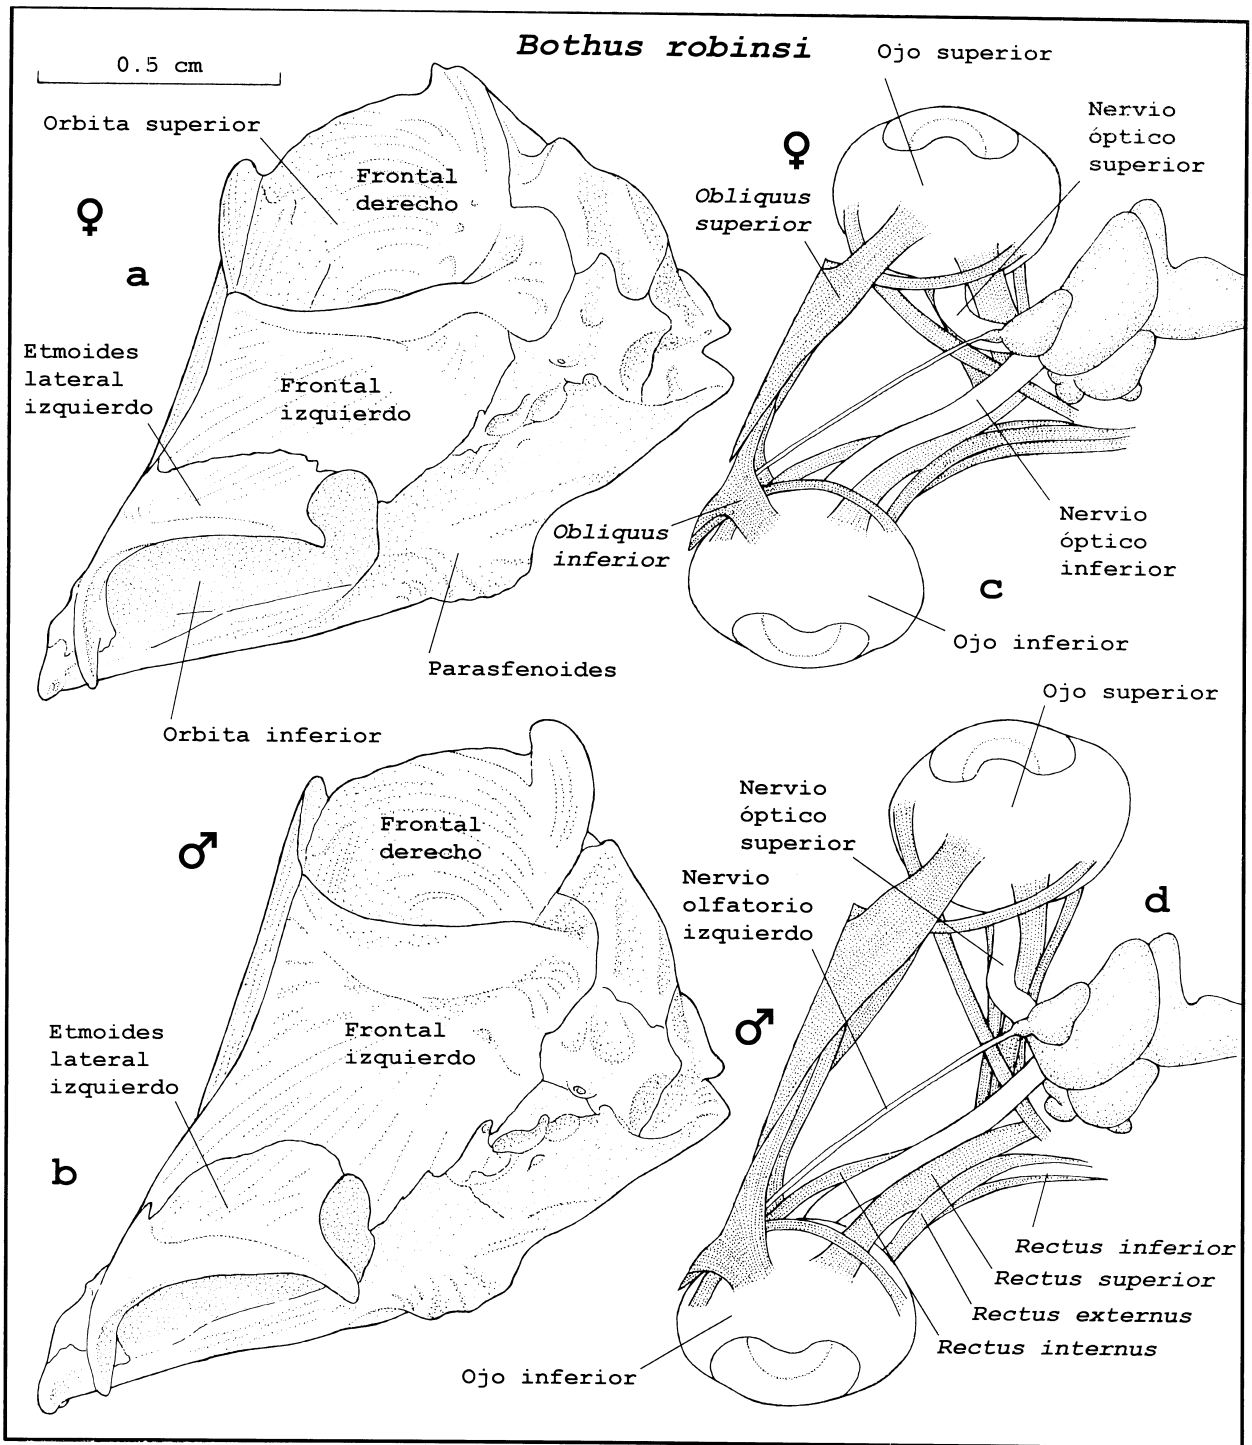 Bothus robinsi
0.5 cm
Orbita superior
Frontal
derecho
♀
a
Etmoides
lateral
izquierdo
Frontal
izquierdo
Parasfenoides
Orbita inferior
Ojo superior
Nervio
óptico
superior
♀
Obliquus
superior
Obliquus
inferior
Nervio
óptico
inferior
c
Ojo inferior
♂
Frontal
derecho
Etmoides
lateral
izquierdo
Frontal
izquierdo
b
Ojo superior
Nervio
óptico
superior
Nervio
olfatorio
izquierdo
d
♂
Rectus inferior
Rectus superior
Rectus externus
Rectus internus
Ojo inferior